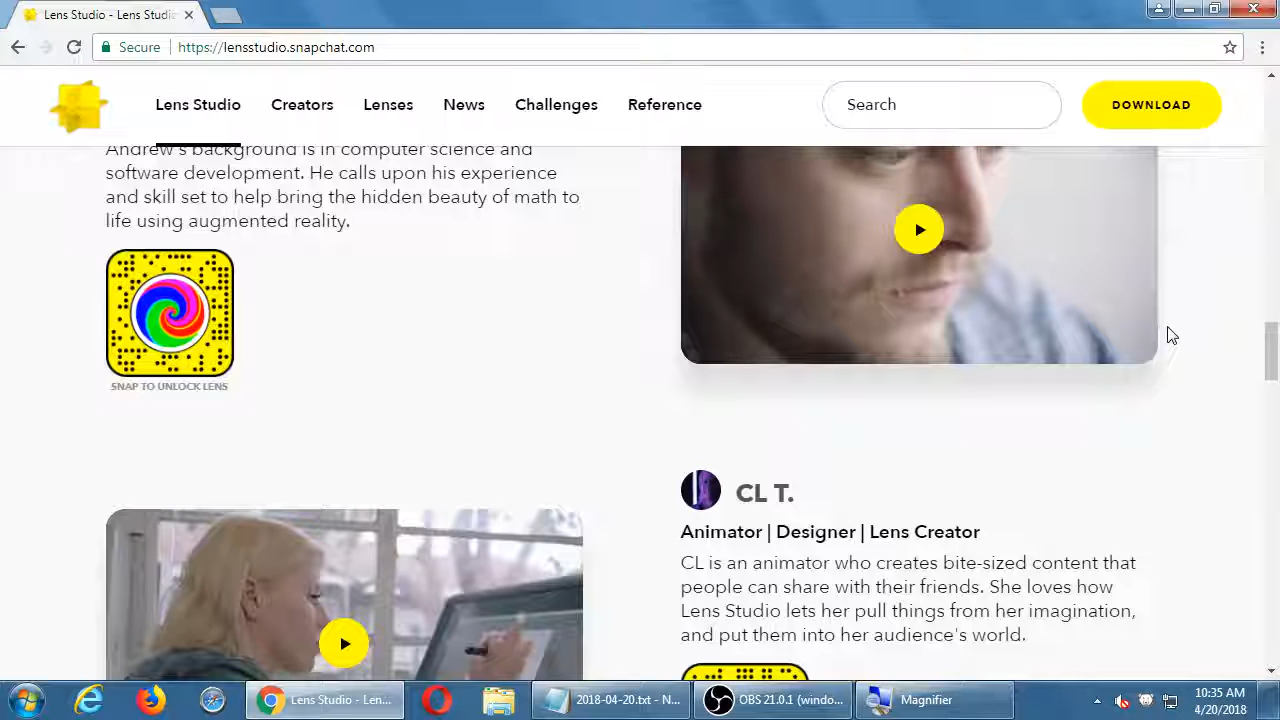 Lens Studio - Lens Studi
Secure
https://lensstudio.snapchat.com
Lens Studio
Creators
Lenses
News
Challenges
Reference
Search
DOWNLOAD
Andrew's background is in computer science and
software development. He calls upon his experience
and skill set to help bring the hidden beauty of math to
life using augmented reality.
SNAP TO UNLOCK LENS
CL T.
Animator | Designer | Lens Creator
CL is an animator who creates bite-sized content that
people can share with their friends. She loves how
Lens Studio lets her pull things from her imagination,
and put them into her audience's world.
Lens Studio - Len...
2018-04-20.txt - N...
OBS 21.0.1 (windo...
Magnifier
10:35 AM
4/20/2018